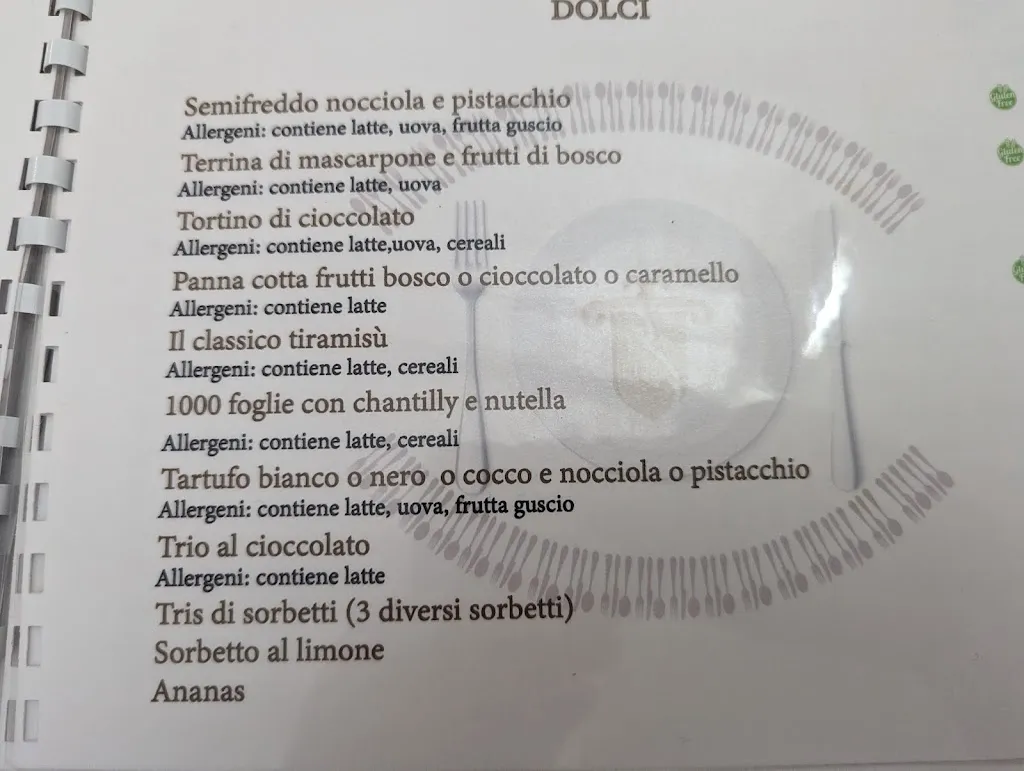 DOLCI
Semifreddo nocciola e pistacchio
Allergeni: contiene latte, uova, frutta guscio
Gluten free
Terrina di mascarpone e frutti di bosco
Gluten free
Allergeni: contiene latte, uova
Tortino di cioccolato
Allergeni: contiene latte,uova, cereali
Panna cotta frutti bosco o cioccolato o caramello
Allergeni: contiene latte
Il classico tiramisù
Allergeni: contiene latte, cereali
1000 foglie con chantilly e nutella
Allergeni: contiene latte, cereali
Tartufo bianco o nero o cocco e nocciola o pistacchio
Allergeni: contiene latte, uova, frutta guscio
Trio al cioccolato
Allergeni: contiene latte
Tris di sorbetti (3 diversi sorbetti)
Sorbetto al limone
Ananas